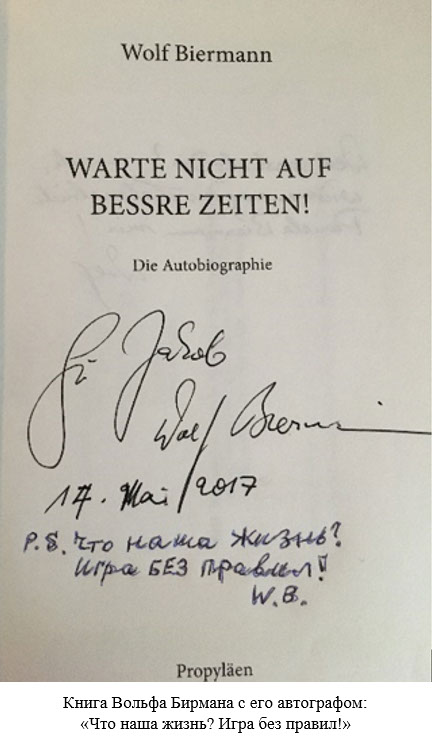 Wolf Biermann
WARTE NICHT AUF
BESSRE ZEITEN!
Die Autobiographie
Für Jakob
Wolf Biermann
17. Mai 2017
P.S. Что наша жизнь?
Игра БЕЗ правил!
W.B.
Propyläen
Книга Вольфа Бирмана с его автографом:
«Что наша жизнь? Игра без правил!»